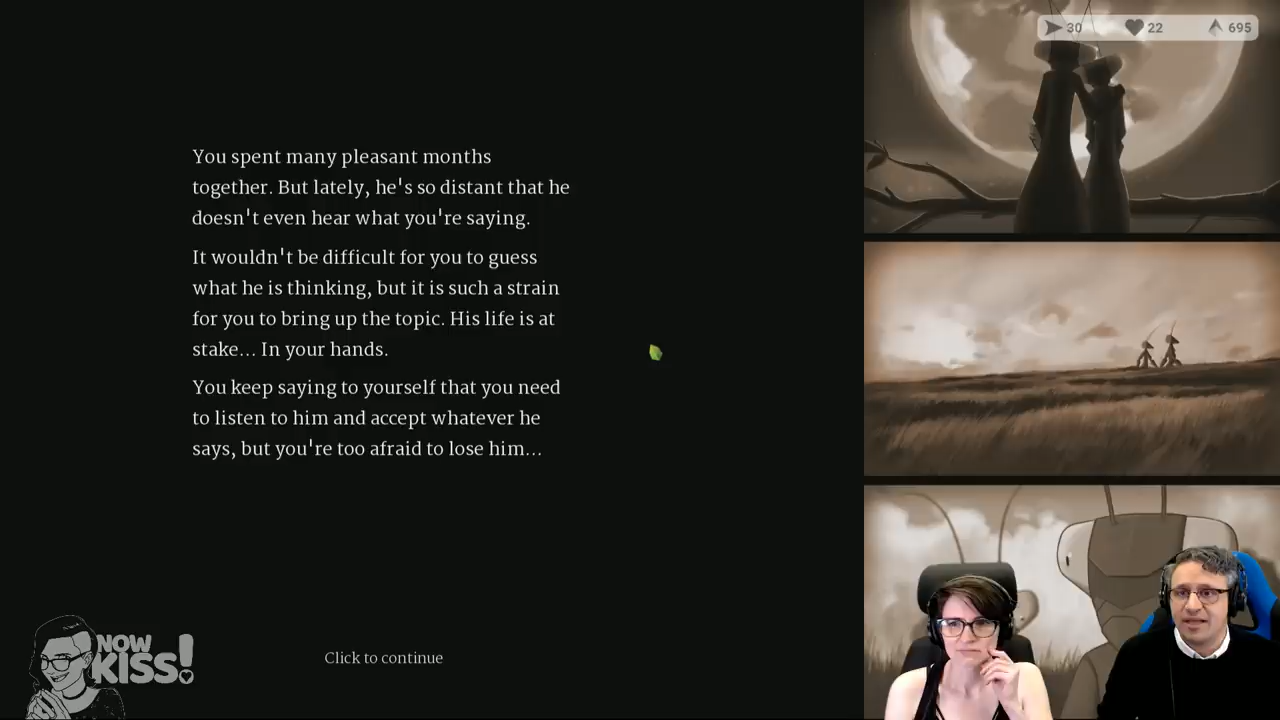 30 22 695
You spent many pleasant months
together. But lately, he's so distant that he
doesn't even hear what you're saying.
It wouldn't be difficult for you to guess
what he is thinking, but it is such a strain
for you to bring up the topic. His life is at
stake... In your hands.
You keep saying to yourself that you need
to listen to him and accept whatever he
says, but you're too afraid to lose him...
Click to continue
NOW
KISS!